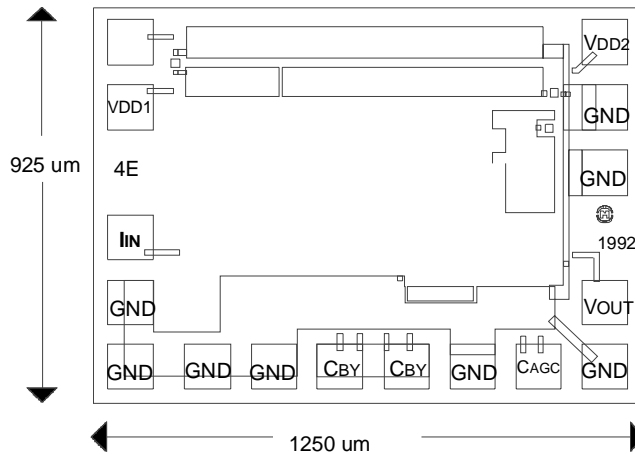 VDD2
VDD1
GND
925 um
4E
GND
IIN
1992
GND
VOUT
GND
GND
GND
CBY
CBY
GND
CAGC
GND
1250 um